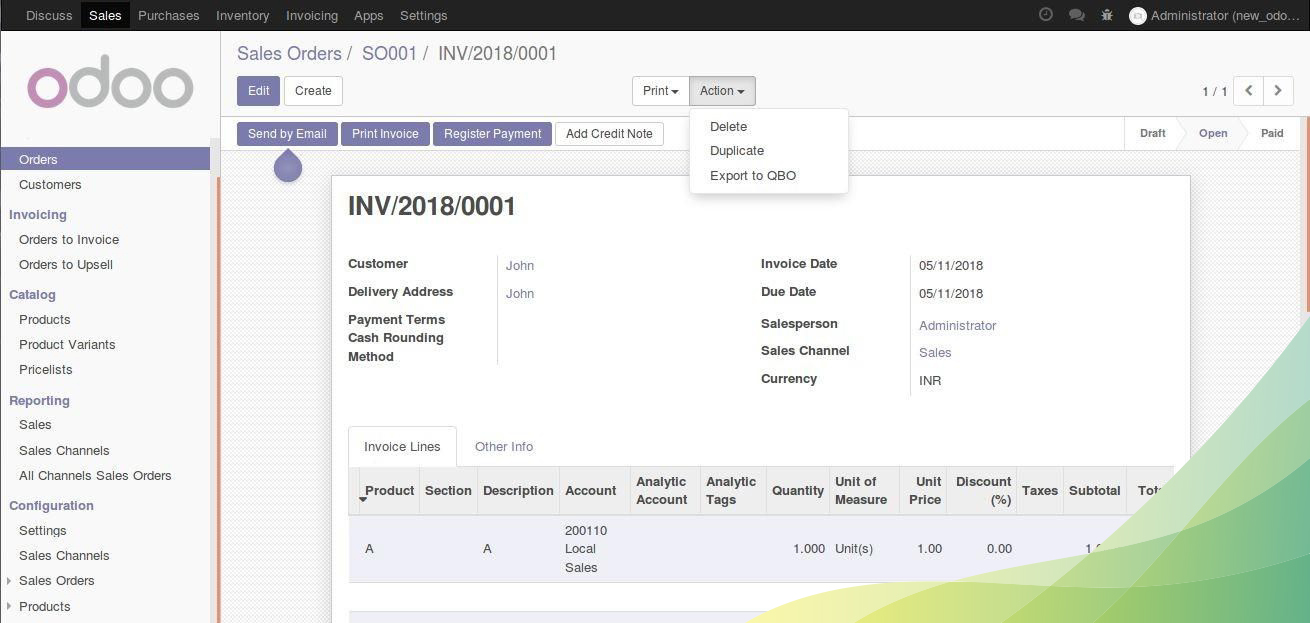 Discuss Sales Purchases Inventory Invoicing Apps Settings Administrator (new_odo...
odoo
Sales Orders / SO001 / INV/2018/0001
Edit Create Print Action 1 / 1
Send by Email Print Invoice Register Payment Add Credit Note Draft Open Paid
Delete
Duplicate
Export to QBO
Orders
Customers
Invoicing
Orders to Invoice
Orders to Upsell
Catalog
Products
Product Variants
Pricelists
Reporting
Sales
Sales Channels
All Channels Sales Orders
Configuration
Settings
Sales Channels
Sales Orders
Products
INV/2018/0001
Customer John
Delivery Address John
Payment Terms
Cash Rounding
Method
Invoice Date 05/11/2018
Due Date 05/11/2018
Salesperson Administrator
Sales Channel Sales
Currency INR
Invoice Lines Other Info
Product Section Description Account Analytic Account Analytic Tags Quantity Unit of Measure Unit Price Discount (%) Taxes Subtotal
A A 200110 Local Sales 1.000 Unit(s) 1.00 0.00